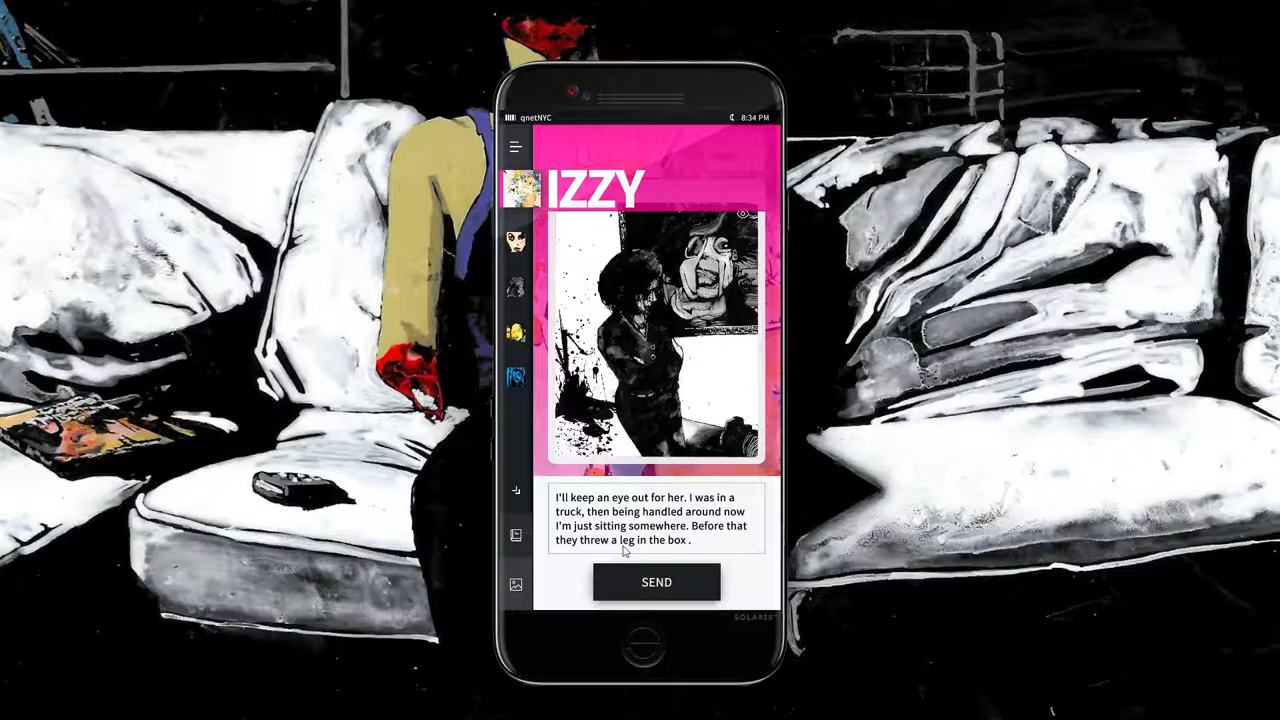 qnetNYC
8:34 PM
IZZY
I'll keep an eye out for her. I was in a
truck, then being handled around now
I'm just sitting somewhere. Before that
they threw a leg in the box .
SEND
SOLARIS